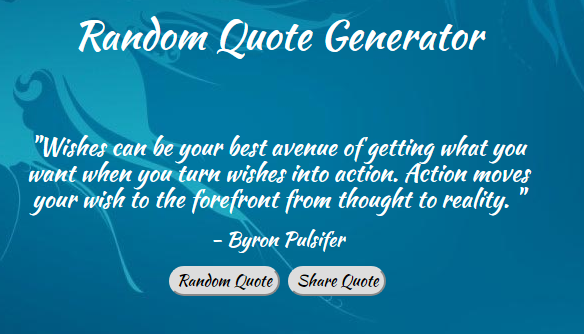 Random Quote Generator
"Wishes can be your best avenue of getting what you
want when you turn wishes into action. Action moves
your wish to the forefront from thought to reality. "
- Byron Pulsifer
Random Quote Share Quote